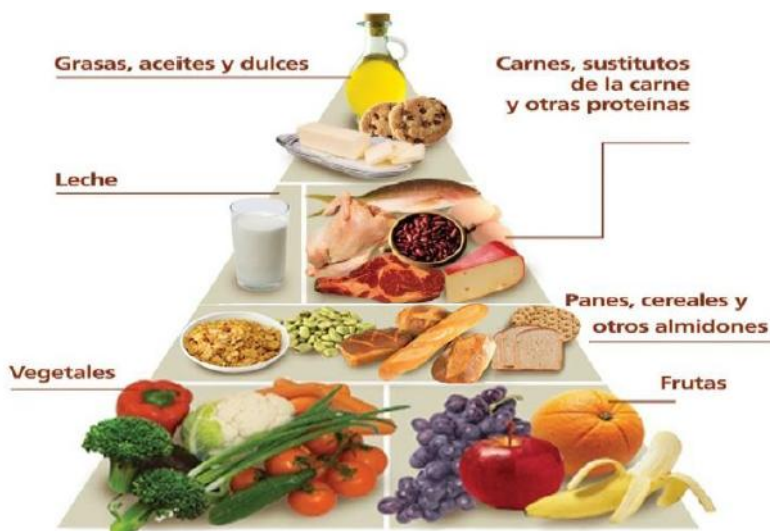 Grasas, aceites y dulces
Carnes, sustitutos
de la carne
y otras proteínas
Leche
Panes, cereales y
otros almidones
Vegetales
Frutas